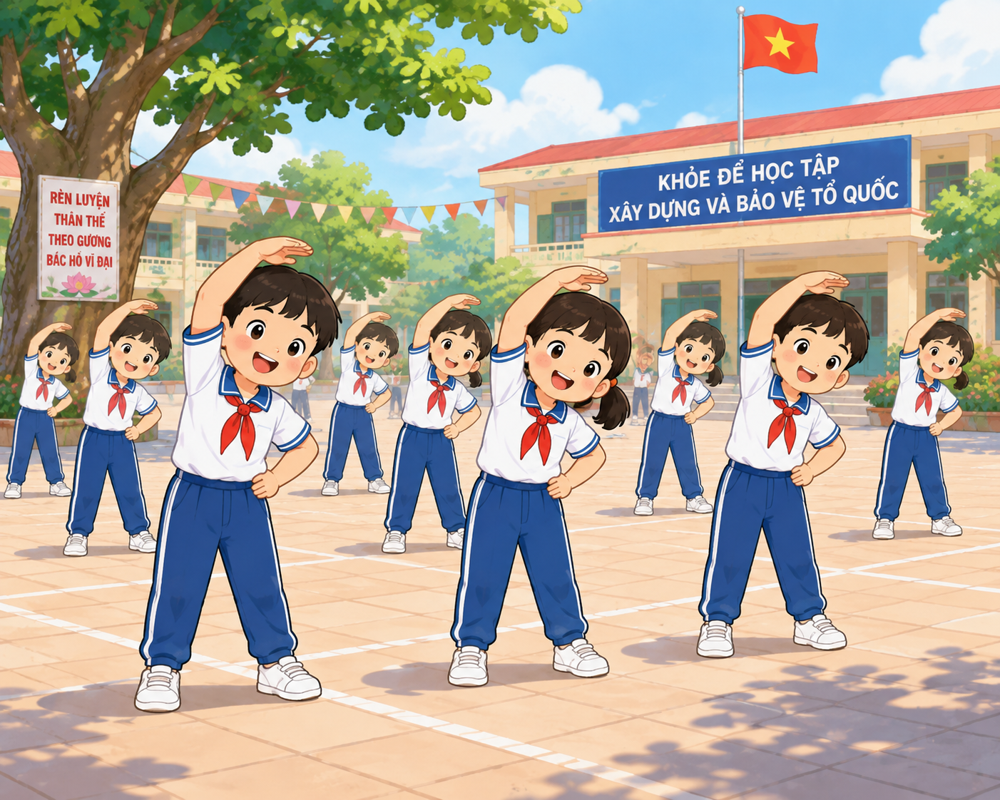 RÈN LUYỆN
THÂN THỂ
THEO GƯƠNG
BÁC HỒ VĨ ĐẠI
KHỎE ĐỂ HỌC TẬP
XÂY DỰNG VÀ BẢO VỆ TỔ QUỐC